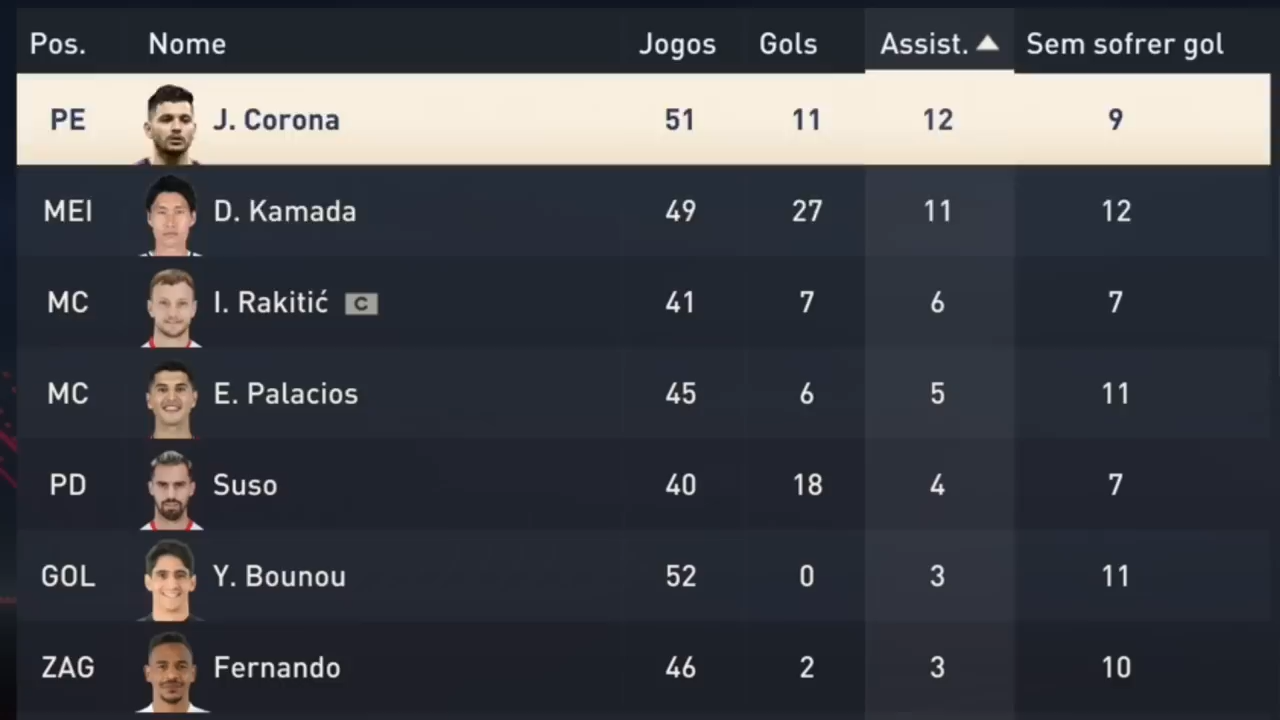 Pos. Nome Jogos Gols Assist. Sem sofrer gol
PE J. Corona 51 11 12 9
MEI D. Kamada 49 27 11 12
MC I. Rakitić C 41 7 6 7
MC E. Palacios 45 6 5 11
PD Suso 40 18 4 7
GOL Y. Bounou 52 0 3 11
ZAG Fernando 46 2 3 10